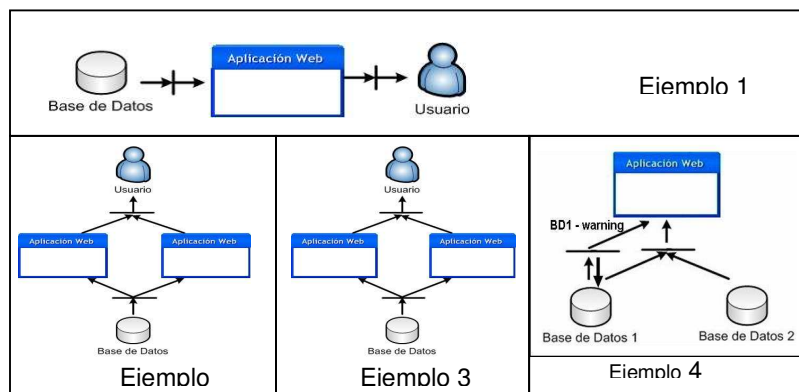 Aplicación Web
Base de Datos
Usuario
Ejemplo 1
Usuario
Aplicación Web
Aplicación Web
Base de Datos
Ejemplo
Usuario
Aplicación Web
Aplicación Web
Base de Datos
Ejemplo 3
Aplicación Web
BD1 - warning
Base de Datos 1
Base de Datos 2
Ejemplo 4